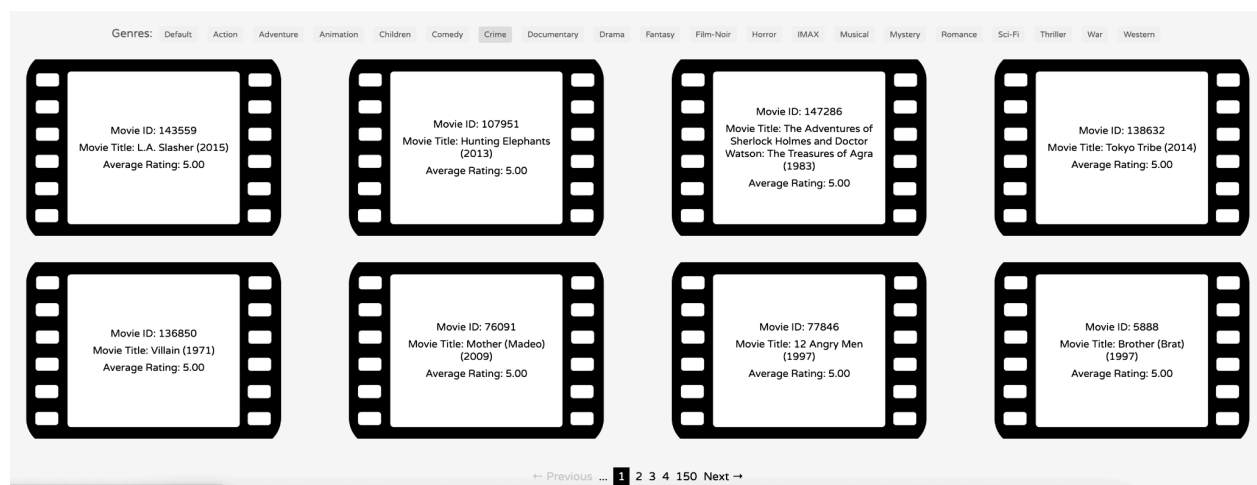 Genres: Default Action Adventure Animation Children Comedy Crime Documentary Drama Fantasy Film-Noir Horror IMAX Musical Mystery Romance Sci-Fi Thriller War Western
Movie ID: 143559
Movie Title: L.A. Slasher (2015)
Average Rating: 5.00
Movie ID: 107951
Movie Title: Hunting Elephants
(2013)
Average Rating: 5.00
Movie ID: 147286
Movie Title: The Adventures of
Sherlock Holmes and Doctor
Watson: The Treasures of Agra
(1983)
Average Rating: 5.00
Movie ID: 138632
Movie Title: Tokyo Tribe (2014)
Average Rating: 5.00
Movie ID: 136850
Movie Title: Villain (1971)
Average Rating: 5.00
Movie ID: 76091
Movie Title: Mother (Madeo)
(2009)
Average Rating: 5.00
Movie ID: 77846
Movie Title: 12 Angry Men
(1997)
Average Rating: 5.00
Movie ID: 5888
Movie Title: Brother (Brat)
(1997)
Average Rating: 5.00
← Previous ... 1 2 3 4 150 Next →